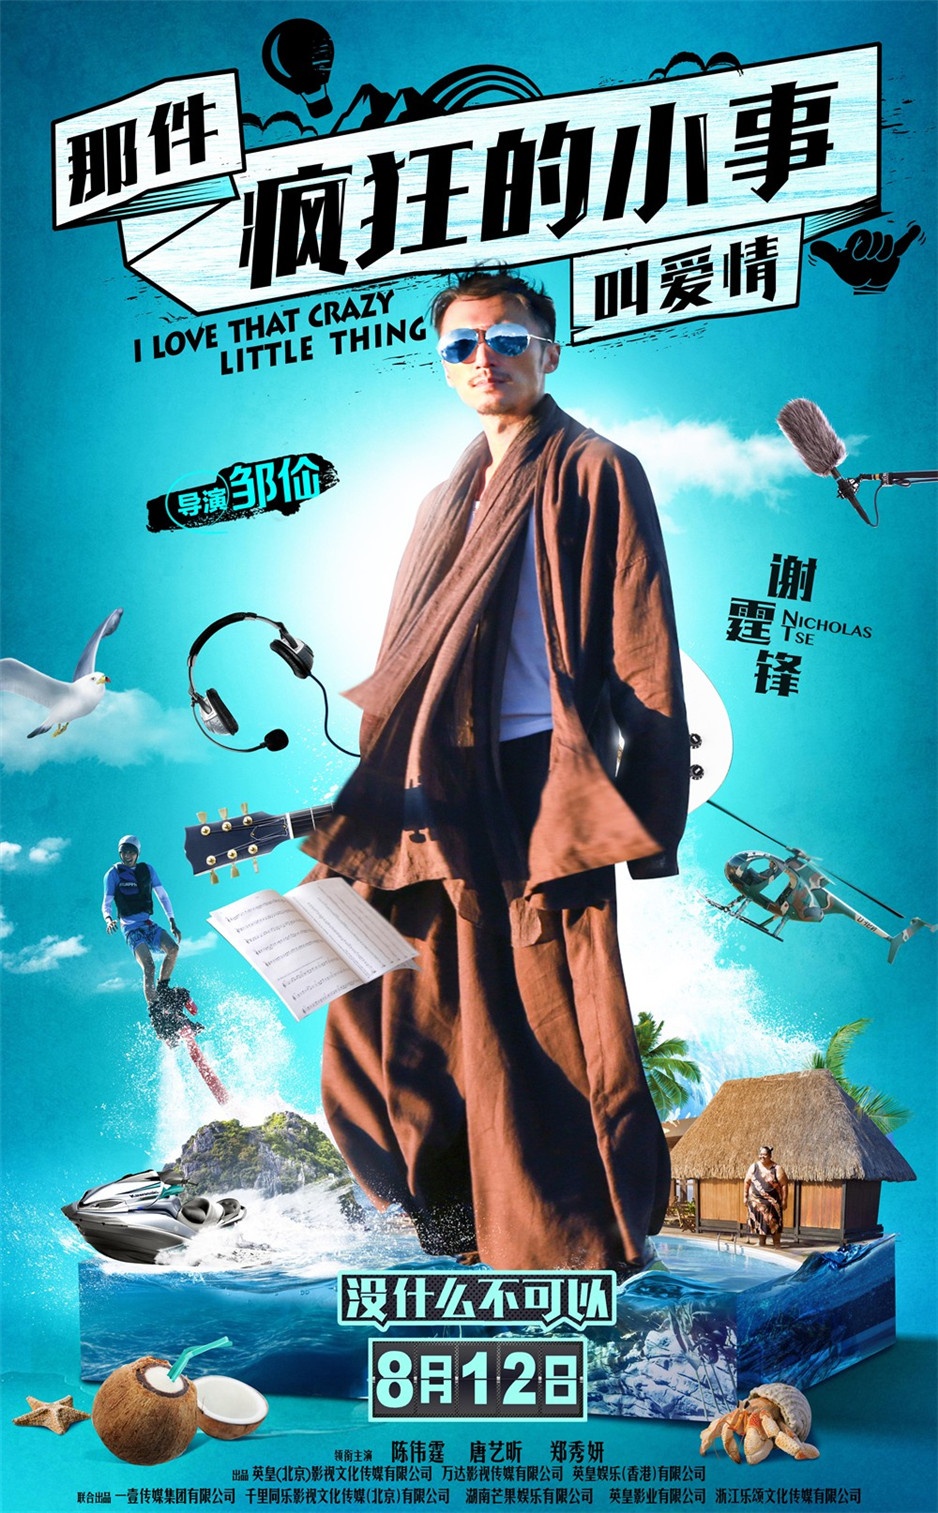 那件
疯狂的小事
叫爱情
I LOVE THAT CRAZY
LITTLE THING
导演 邹佡
谢霆锋
NICHOLAS
TSE
没什么不可以
8月12日
领衔主演 陈伟霆 唐艺昕 郑秀妍
出品 英皇(北京)影视文化传媒有限公司 万达影视传媒有限公司 英皇娱乐(香港)有限公司
联合出品 一壹传媒集团有限公司 千里同乐影视文化传媒(北京)有限公司 湖南芒果娱乐有限公司 英皇影业有限公司 浙江乐颂文化传媒有限公司